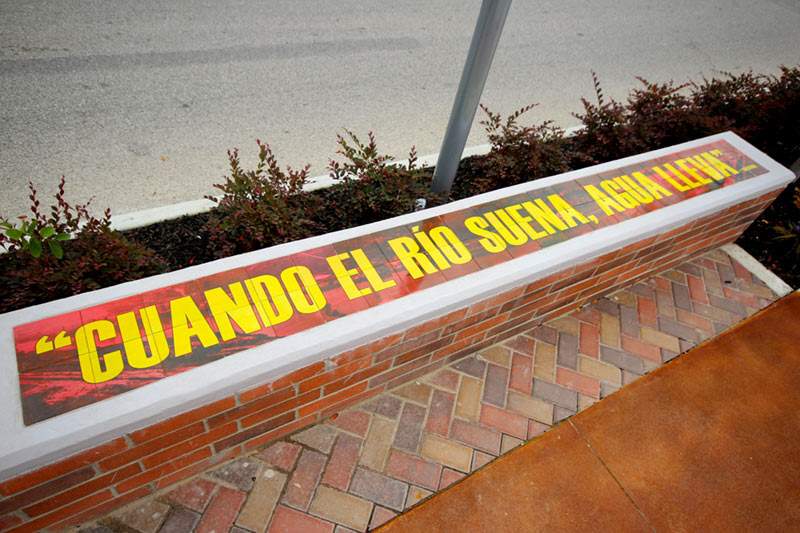 “CUANDO EL RÍO SUENA, AGUA LLEVA”...